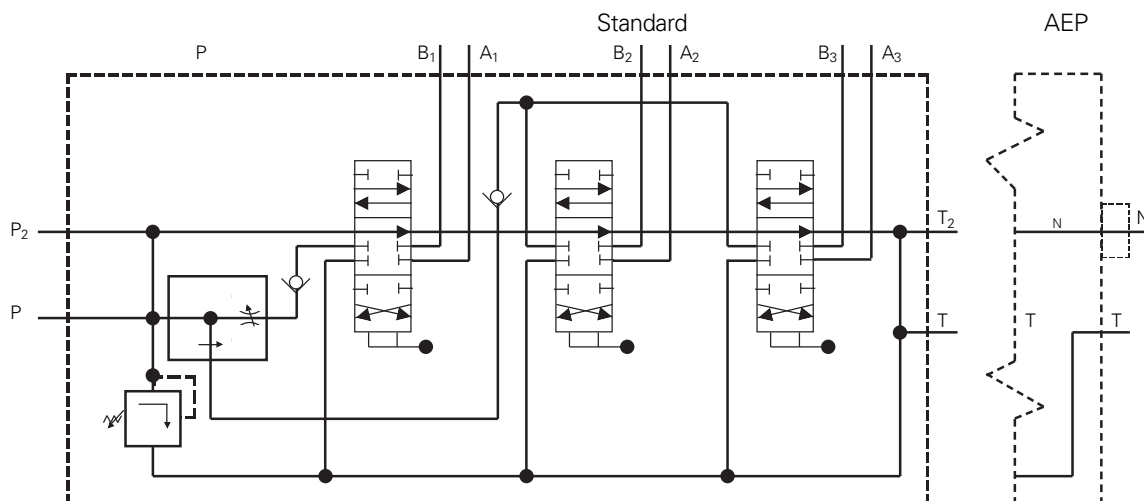 Standard
AEP
P
B₁
A₁
B₂
A₂
B₃
A₃
P₂
T₂
N
N
P
T
T
T